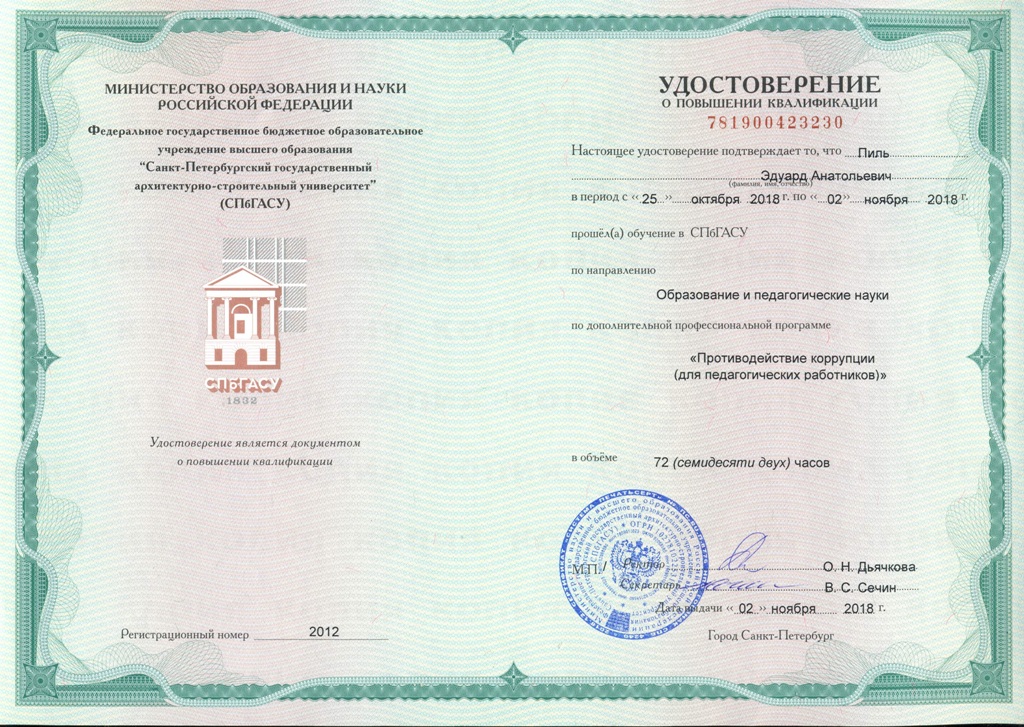 МИНИСТЕРСТВО ОБРАЗОВАНИЯ И НАУКИ
РОССИЙСКОЙ ФЕДЕРАЦИИ
Федеральное государственное бюджетное образовательное
учреждение высшего образования
“Санкт-Петербургский государственный
архитектурно-строительный университет”
(СПбГАСУ)
СПбГАСУ
1832
Удостоверение является документом
о повышении квалификации
Регистрационный номер 2012
УДОСТОВЕРЕНИЕ
О ПОВЫШЕНИИ КВАЛИФИКАЦИИ
781900423230
Настоящее удостоверение подтверждает то, что Пиль
Эдуард Анатольевич
(фамилия, имя, отчество)
в период с “ 25 ” октября 2018 г. по “ 02 ” ноября 2018 г.
прошёл(а) обучение в СПбГАСУ
по направлению
Образование и педагогические науки
по дополнительной профессиональной программе
«Противодействие коррупции
(для педагогических работников)»
в объёме 72 (семидесяти двух) часов
М.П. Ректор О. Н. Дьячкова
Секретарь В. С. Сечин
Дата выдачи “ 02 ” ноября 2018 г.
Город Санкт-Петербург